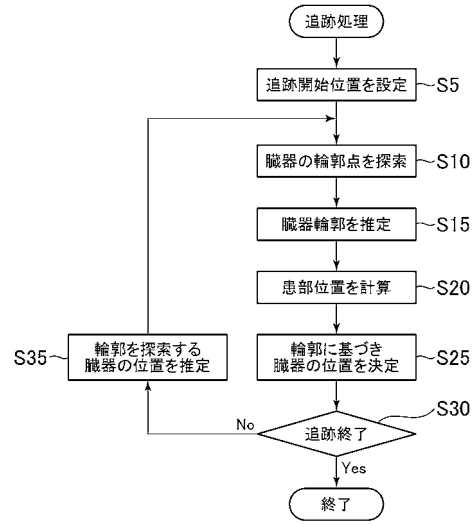 追跡処理
追跡開始位置を設定
S5
臓器の輪郭点を探索
S10
臓器輪郭を推定
S15
患部位置を計算
S20
輪郭に基づき
臓器の位置を決定
S25
S30
追跡終了
No
Yes
S35
輪郭を探索する
臓器の位置を推定
終了